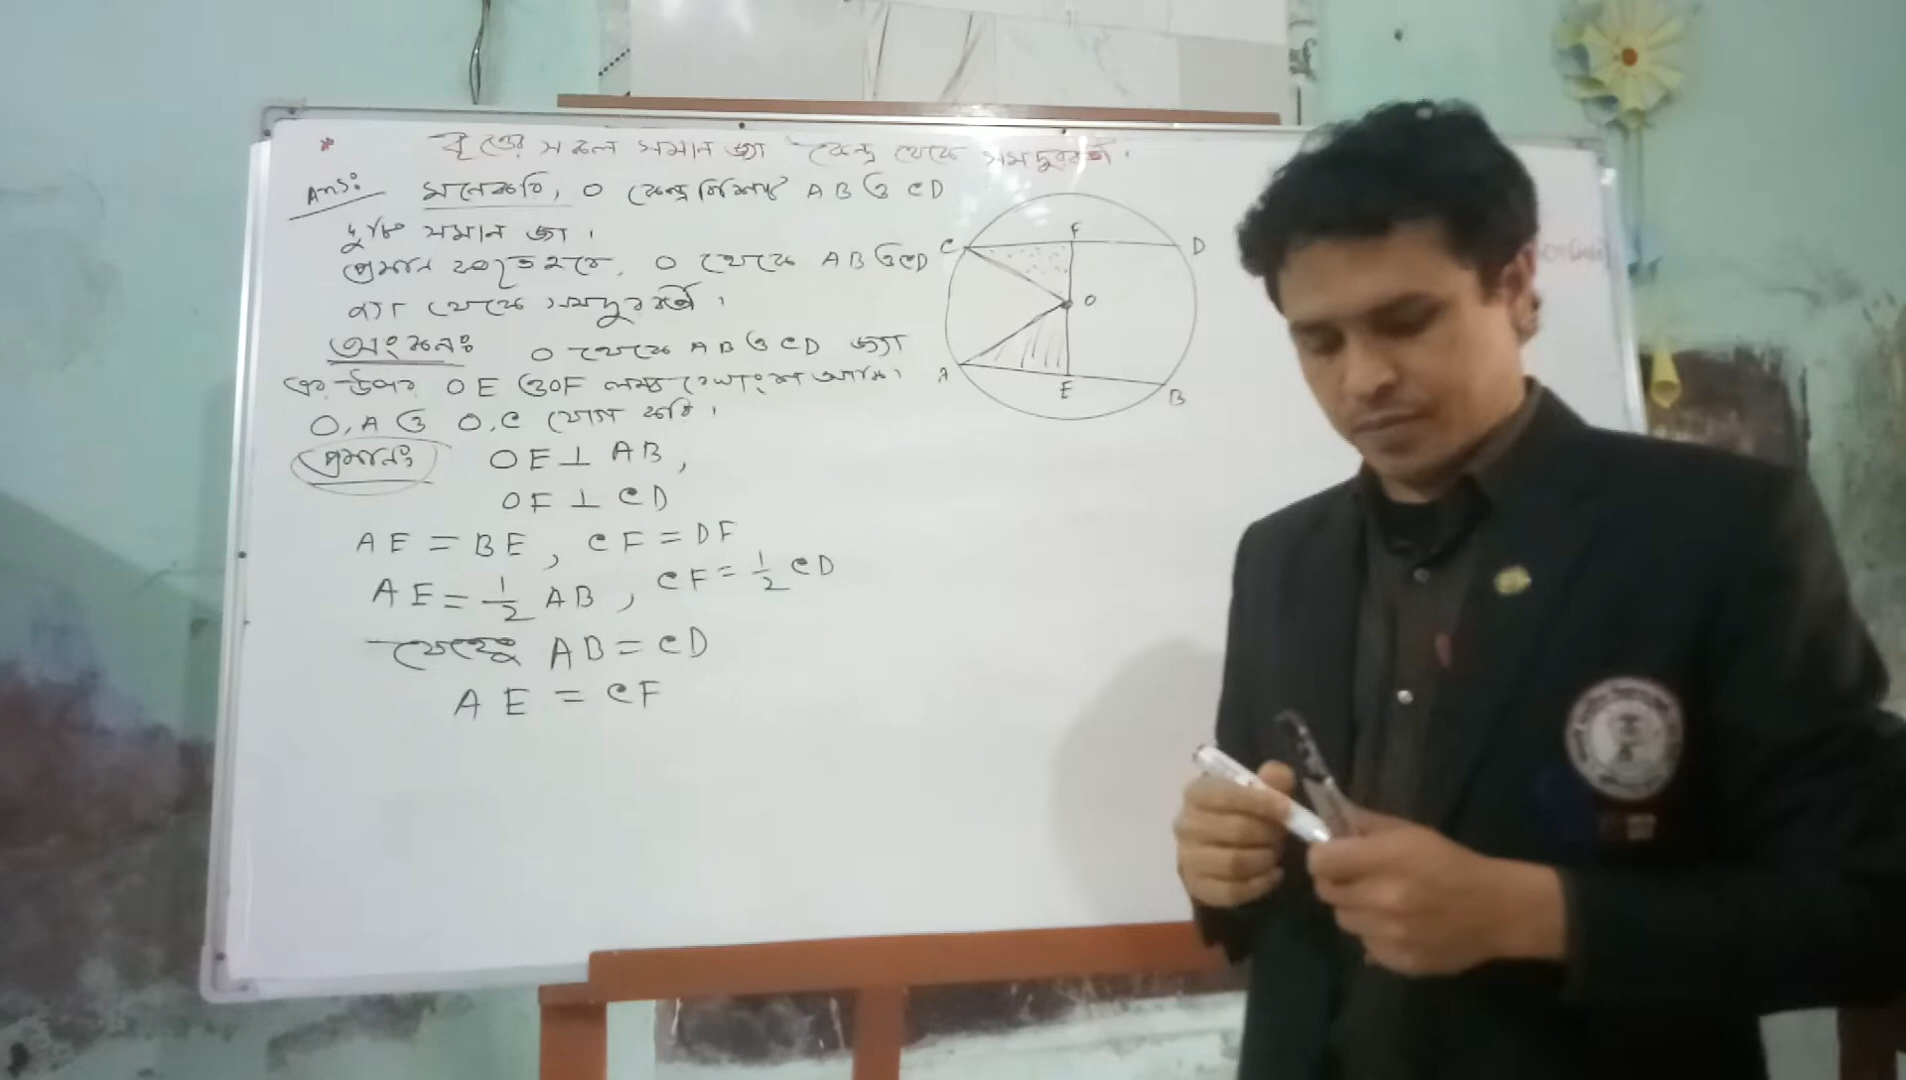 * বৃত্তের সকল সমান জ্যা কেন্দ্র থেকে সমদূরবর্তী।
Ans: মনেকরি, O কেন্দ্রবিশিষ্ট AB ও CD
দুটি সমান জ্যা।
প্রমান করতে হবে, O থেকে AB ও CD
জ্যা থেকে সমদূরবর্তী।
অংকনঃ O থেকে AB ও CD জ্যা
এর উপর OE ও OF লম্ব রেখাংশ আঁকি।
O, A ও O, C যোগ করি।
প্রমানঃ OE ⊥ AB,
OF ⊥ CD
AE = BE, CF = DF
AE = 1/2 AB, CF = 1/2 CD
যেহেতু AB = CD
AE = CF
C F D
O
A E B